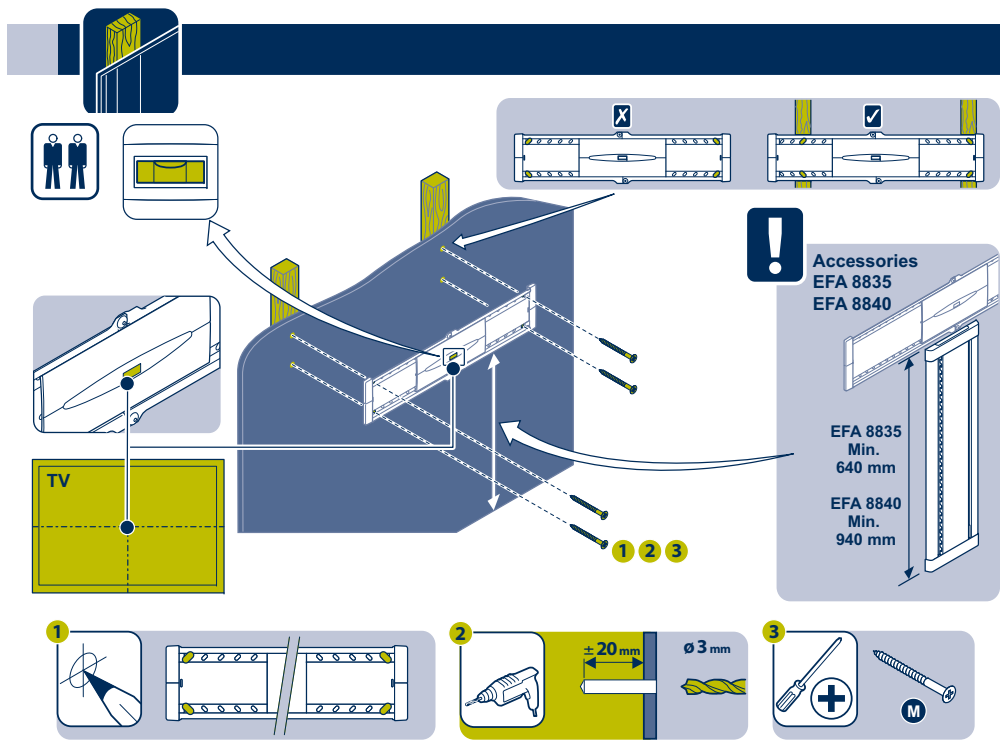 ✗
✓
!
Accessories
EFA 8835
EFA 8840
EFA 8835
Min.
640 mm
EFA 8840
Min.
940 mm
TV
1 2 3
1
2
± 20 mm
ø 3 mm
3
M